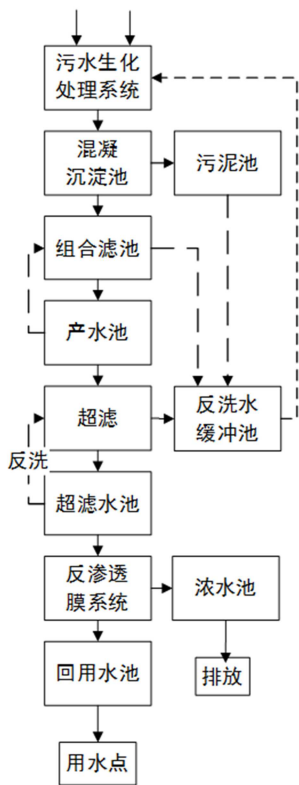 污水生化
处理系统
混凝
沉淀池
污泥池
组合滤池
产水池
超滤
反洗水
缓冲池
反洗
超滤水池
反渗透
膜系统
浓水池
回用水池
排放
用水点